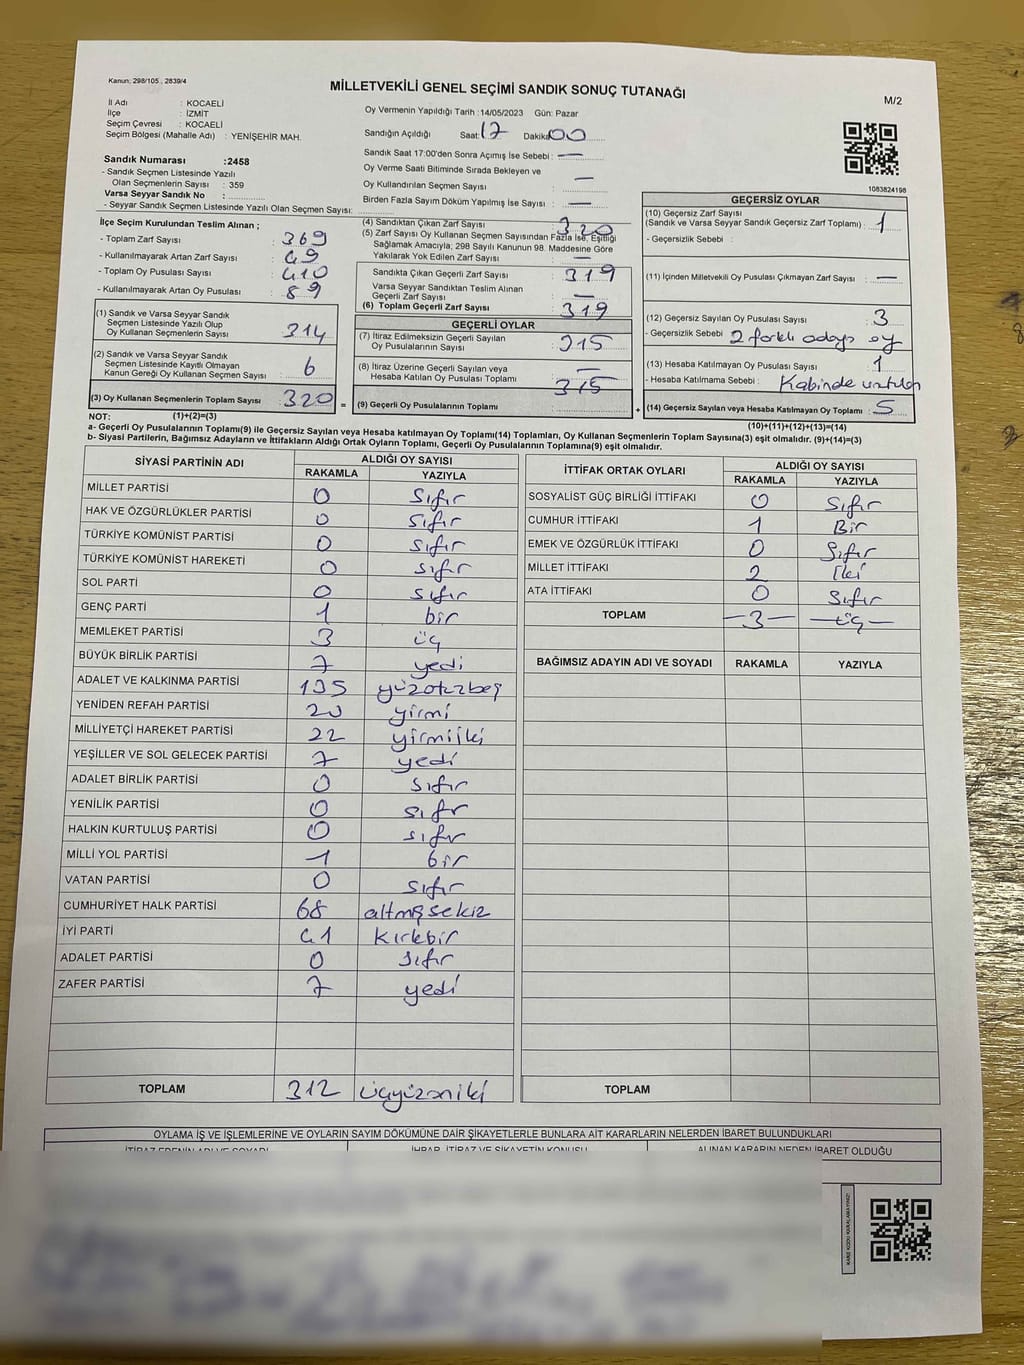 Kanun: 298/105 , 2839/4
MİLLETVEKİLİ GENEL SEÇİMİ SANDIK SONUÇ TUTANAĞI
M/2
İl Adı : KOCAELİ
İlçe : İZMİT
Seçim Çevresi : KOCAELİ
Seçim Bölgesi (Mahalle Adı) : YENİŞEHİR MAH.
Oy Vermenin Yapıldığı Tarih :14/05/2023 Gün: Pazar
Sandığın Açıldığı Saat: 17 Dakika 00
Sandık Saat 17:00'den Sonra Açımış İse Sebebi : —
Oy Verme Saati Bitiminde Sırada Bekleyen ve
Oy Kullandırılan Seçmen Sayısı : —
Birden Fazla Sayım Döküm Yapılmış İse Sayısı : —
1083824198
Sandık Numarası :2458
- Sandık Seçmen Listesinde Yazılı
Olan Seçmenlerin Sayısı : 359
Varsa Seyyar Sandık No :
- Seyyar Sandık Seçmen Listesinde Yazılı Olan Seçmen Sayısı:
İlçe Seçim Kurulundan Teslim Alınan ;
- Toplam Zarf Sayısı : 369
- Kullanılmayarak Artan Zarf Sayısı : 49
- Toplam Oy Pusulası Sayısı : 410
- Kullanılmayarak Artan Oy Pusulası : 89
(1) Sandık ve Varsa Seyyar Sandık
Seçmen Listesinde Yazılı Olup
Oy Kullanan Seçmenlerin Sayısı : 314
(2) Sandık ve Varsa Seyyar Sandık
Seçmen Listesinde Kayıtlı Olmayan
Kanun Gereği Oy Kullanan Seçmen Sayısı : 6
(3) Oy Kullanan Seçmenlerin Toplam Sayısı : 320
(4) Sandıktan Çıkan Zarf Sayısı : 320
(5) Zarf Sayısı Oy Kullanan Seçmen Sayısından Fazla İse, Eşitliği
Sağlamak Amacıyla; 298 Sayılı Kanunun 98. Maddesine Göre
Yakılarak Yok Edilen Zarf Sayısı : —
Sandıkta Çıkan Geçerli Zarf Sayısı : 319
Varsa Seyyar Sandıktan Teslim Alınan
Geçerli Zarf Sayısı : —
(6) Toplam Geçerli Zarf Sayısı : 319
GEÇERLİ OYLAR
(7) İtiraz Edilmeksizin Geçerli Sayılan
Oy Pusulalarının Sayısı : 315
(8) İtiraz Üzerine Geçerli Sayılan veya
Hesaba Katılan Oy Pusulası Toplamı : —
= (9) Geçerli Oy Pusulalarının Toplamı : 315
GEÇERSİZ OYLAR
(10) Geçersiz Zarf Sayısı
(Sandık ve Varsa Seyyar Sandık Geçersiz Zarf Toplamı) : 1
- Geçersizlik Sebebi :
(11) İçinden Milletvekili Oy Pusulası Çıkmayan Zarf Sayısı : —
(12) Geçersiz Sayılan Oy Pusulası Sayısı : 3
- Geçersizlik Sebebi : 2 farklı adaya oy
(13) Hesaba Katılmayan Oy Pusulası Sayısı : 1
- Hesaba Katılmama Sebebi : Kabinde unutulan
+ (14) Geçersiz Sayılan veya Hesaba Katılmayan Oy Toplamı : 5
NOT: (1)+(2)=(3)
(10)+(11)+(12)+(13)=(14)
a- Geçerli Oy Pusulalarının Toplamı(9) ile Geçersiz Sayılan veya Hesaba katılmayan Oy Toplamı(14) Toplamları, Oy Kullanan Seçmenlerin Toplam Sayısına(3) eşit olmalıdır. (9)+(14)=(3)
b- Siyasi Partilerin, Bağımsız Adayların ve İttifakların Aldığı Ortak Oyların Toplamı, Geçerli Oy Pusulalarının Toplamına(9) eşit olmalıdır.
SİYASİ PARTİNİN ADI ALDIĞI OY SAYISI
RAKAMLA YAZIYLA
MİLLET PARTİSİ 0 sıfır
HAK VE ÖZGÜRLÜKLER PARTİSİ 0 sıfır
TÜRKİYE KOMÜNİST PARTİSİ 0 sıfır
TÜRKİYE KOMÜNİST HAREKETİ 0 sıfır
SOL PARTİ 0 sıfır
GENÇ PARTİ 1 bir
MEMLEKET PARTİSİ 3 üç
BÜYÜK BİRLİK PARTİSİ 7 yedi
ADALET VE KALKINMA PARTİSİ 135 yüzotuzbeş
YENİDEN REFAH PARTİSİ 20 yirmi
MİLLİYETÇİ HAREKET PARTİSİ 22 yirmiiki
YEŞİLLER VE SOL GELECEK PARTİSİ 7 yedi
ADALET BİRLİK PARTİSİ 0 sıfır
YENİLİK PARTİSİ 0 sıfır
HALKIN KURTULUŞ PARTİSİ 0 sıfır
MİLLİ YOL PARTİSİ 1 bir
VATAN PARTİSİ 0 sıfır
CUMHURİYET HALK PARTİSİ 68 altmışsekiz
İYİ PARTİ 41 kırkbir
ADALET PARTİSİ 0 sıfır
ZAFER PARTİSİ 7 yedi
TOPLAM 312 üçyüzoniki
İTTİFAK ORTAK OYLARI ALDIĞI OY SAYISI
RAKAMLA YAZIYLA
SOSYALİST GÜÇ BİRLİĞİ İTTİFAKI 0 Sıfır
CUMHUR İTTİFAKI 1 Bir
EMEK VE ÖZGÜRLÜK İTTİFAKI 0 Sıfır
MİLLET İTTİFAKI 2 İki
ATA İTTİFAKI 0 Sıfır
TOPLAM —3— —üç—
BAĞIMSIZ ADAYIN ADI VE SOYADI RAKAMLA YAZIYLA
TOPLAM
OYLAMA İŞ VE İŞLEMLERİNE VE OYLARIN SAYIM DÖKÜMÜNE DAİR ŞİKAYETLERLE BUNLARA AİT KARARLARIN NELERDEN İBARET BULUNDUKLARI
İTİRAZ EDENİN ADI VE SOYADI İHBAR, İTİRAZ VE ŞİKAYETİN KONUSU ALINAN KARARIN NEDEN İBARET OLDUĞU
KARE KODU KARALAMAYINIZ!